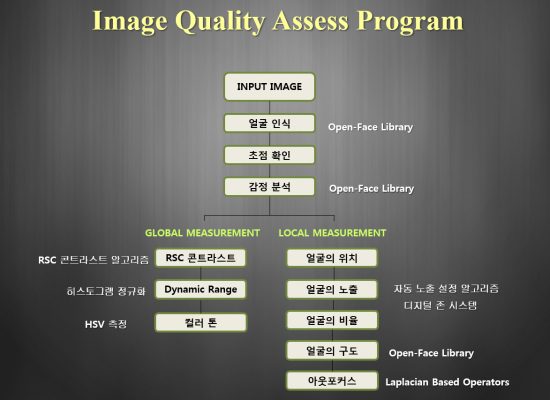 Image Quality Assess Program
INPUT IMAGE
얼굴 인식
Open-Face Library
초점 확인
감정 분석
Open-Face Library
GLOBAL MEASUREMENT
LOCAL MEASUREMENT
RSC 콘트라스트 알고리즘
RSC 콘트라스트
얼굴의 위치
히스토그램 정규화
Dynamic Range
얼굴의 노출
자동 노출 설정 알고리즘
디지털 존 시스템
HSV 측정
컬러 톤
얼굴의 비율
얼굴의 구도
Open-Face Library
아웃포커스
Laplacian Based Operators